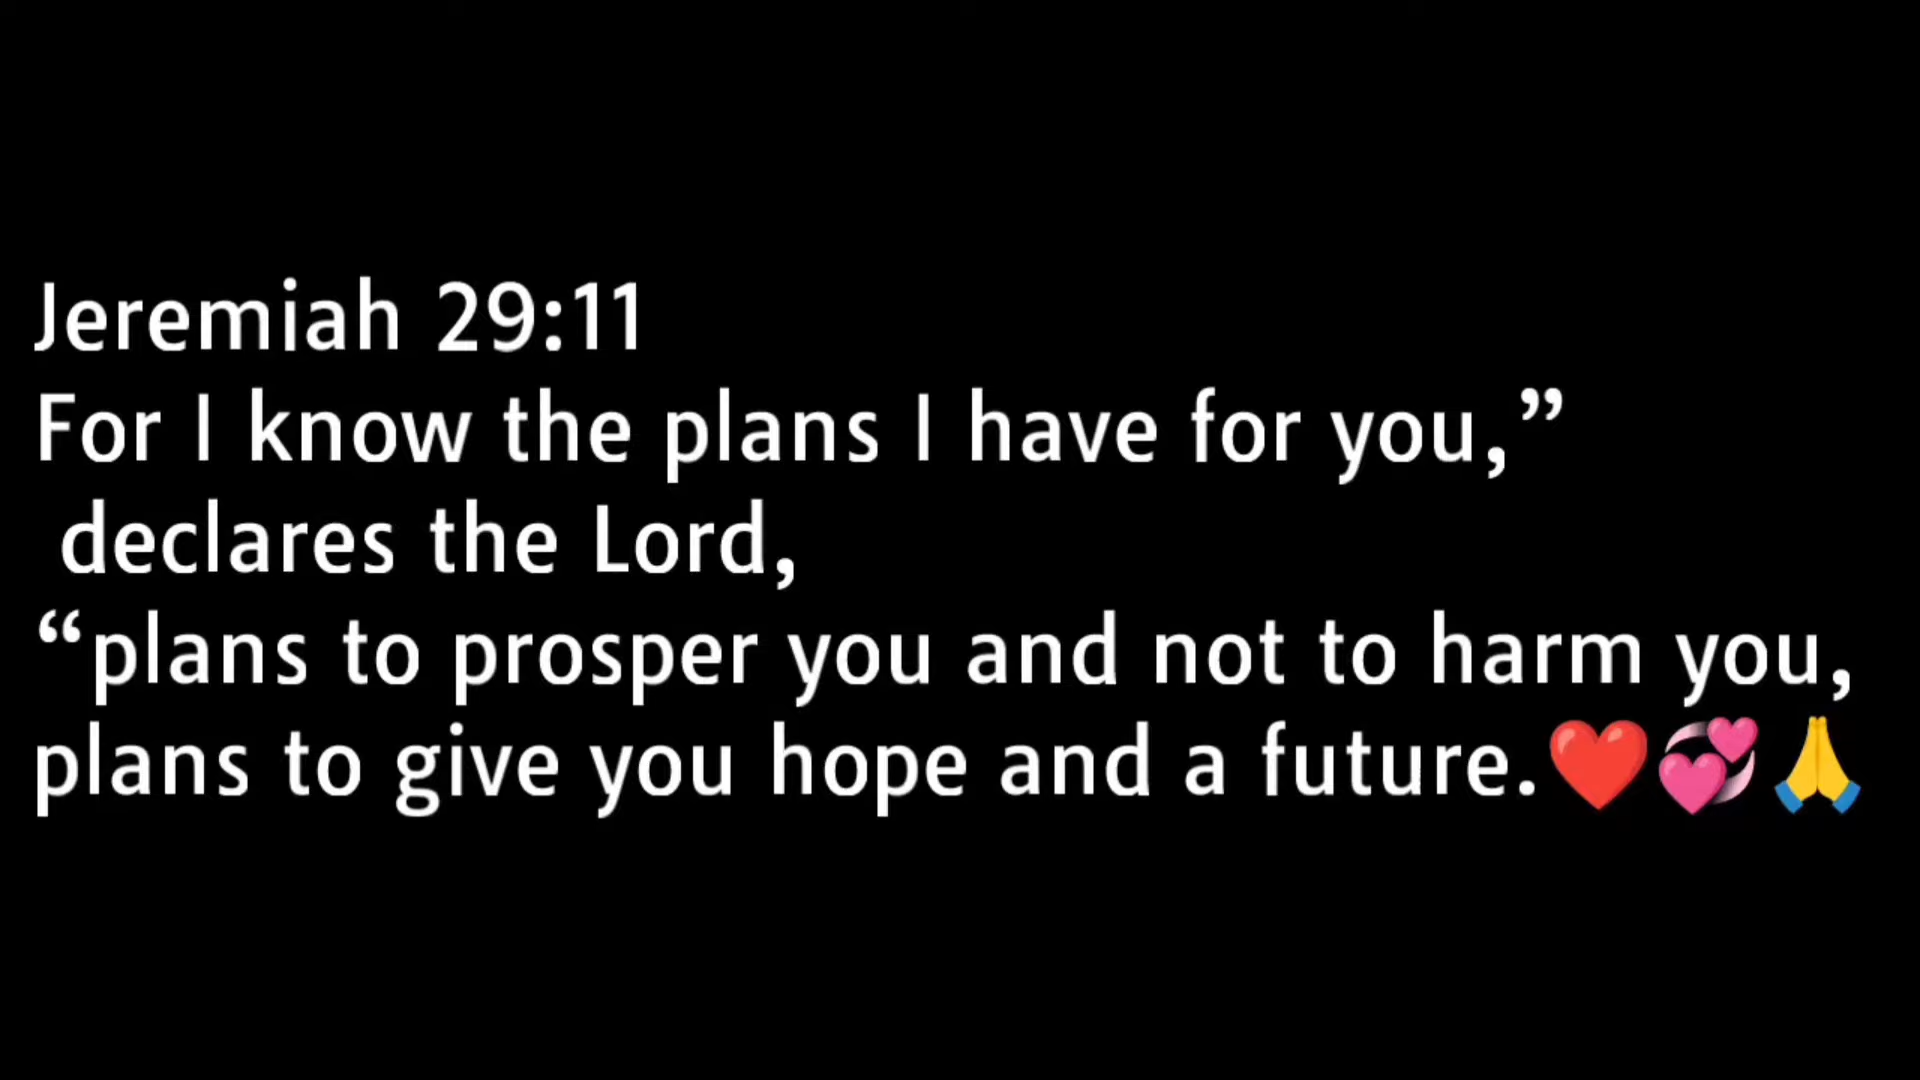 Jeremiah 29:11
For I know the plans I have for you,”
declares the Lord,
“plans to prosper you and not to harm you,
plans to give you hope and a future.❤️💞🙏